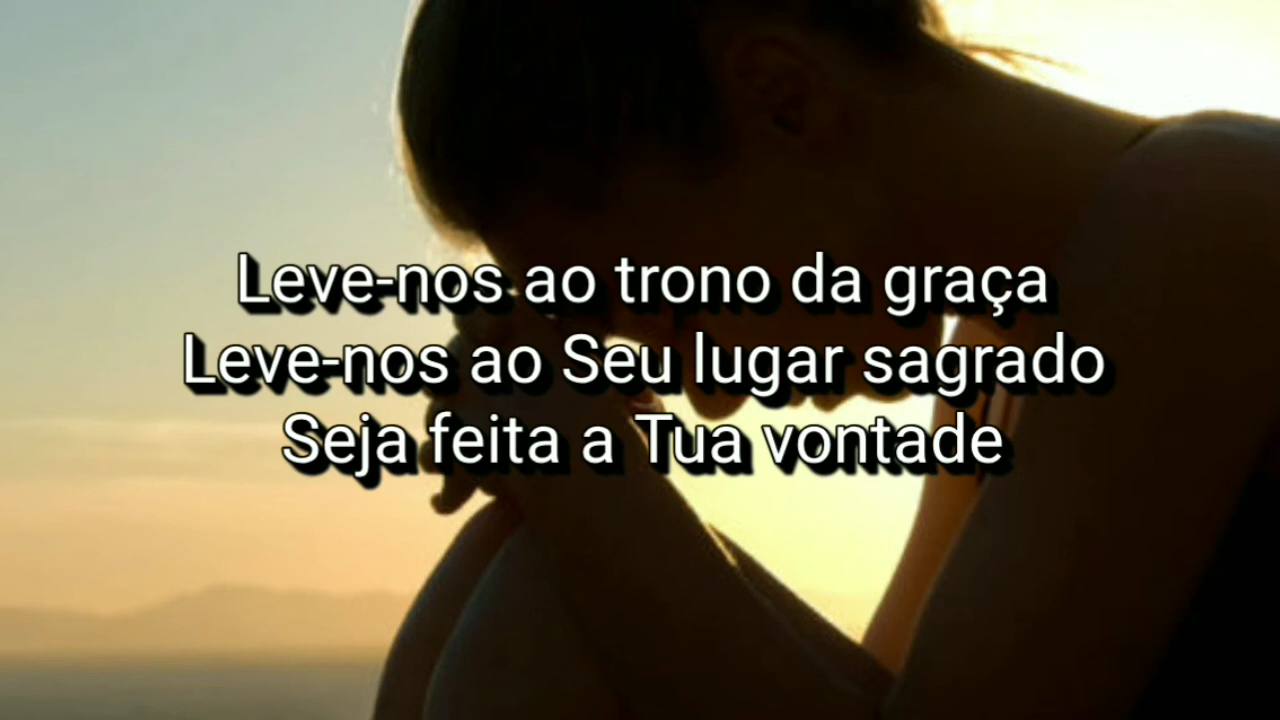 Leve-nos ao trono da graça
Leve-nos ao Seu lugar sagrado
Seja feita a Tua vontade